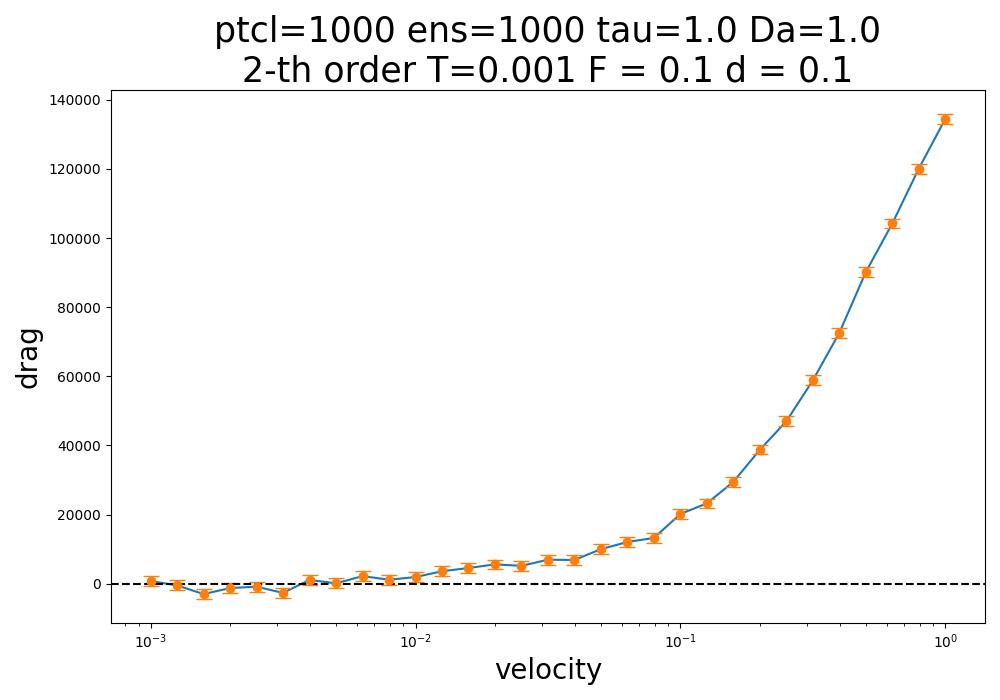 ptcl=1000 ens=1000 tau=1.0 Da=1.0
2-th order T=0.001 F = 0.1 d = 0.1
140000
120000
100000
80000
60000
40000
20000
0
drag
10⁻³ 10⁻² 10⁻¹ 10⁰
velocity